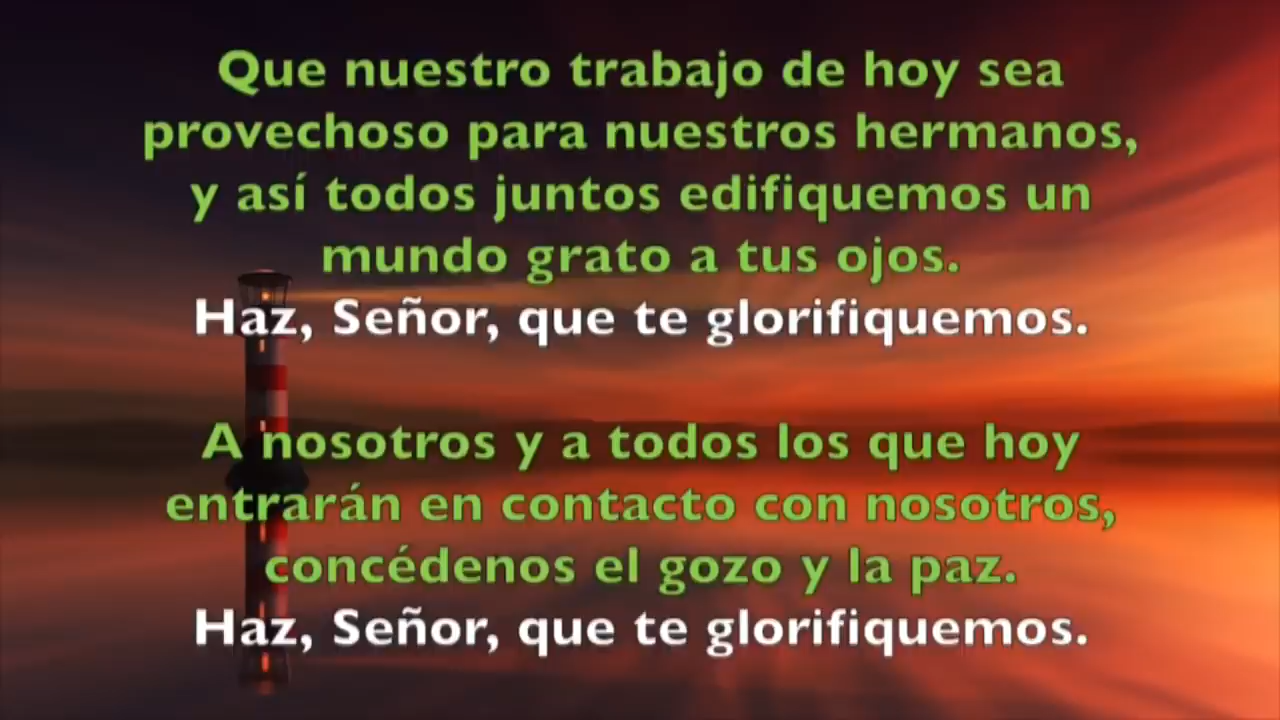 Que nuestro trabajo de hoy sea
provechoso para nuestros hermanos,
y así todos juntos edifiquemos un
mundo grato a tus ojos.
Haz, Señor, que te glorifiquemos.
A nosotros y a todos los que hoy
entrarán en contacto con nosotros,
concédenos el gozo y la paz.
Haz, Señor, que te glorifiquemos.